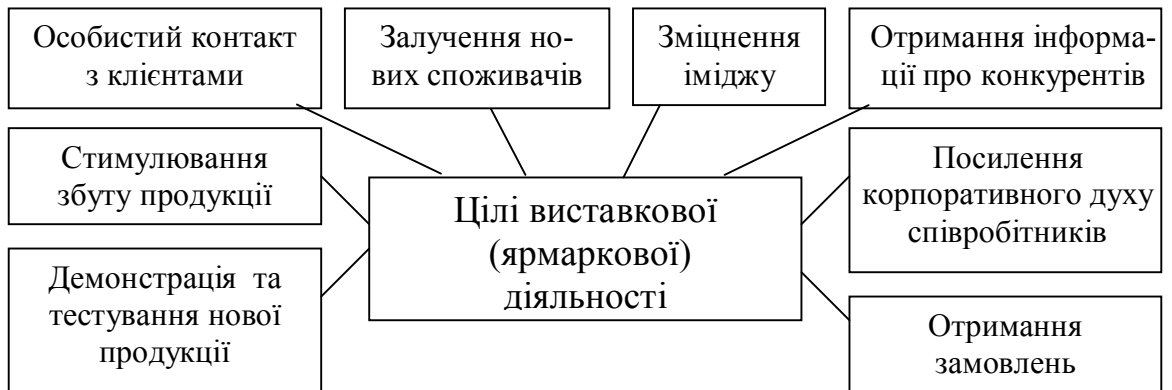 Особистий контакт
з клієнтами
Залучення но-
вих споживачів
Зміцнення
іміджу
Отримання інформа-
ції про конкурентів
Стимулювання
збуту продукції
Цілі виставкової
(ярмаркової)
діяльності
Посилення
корпоративного духу
співробітників
Демонстрація та
тестування нової
продукції
Отримання
замовлень